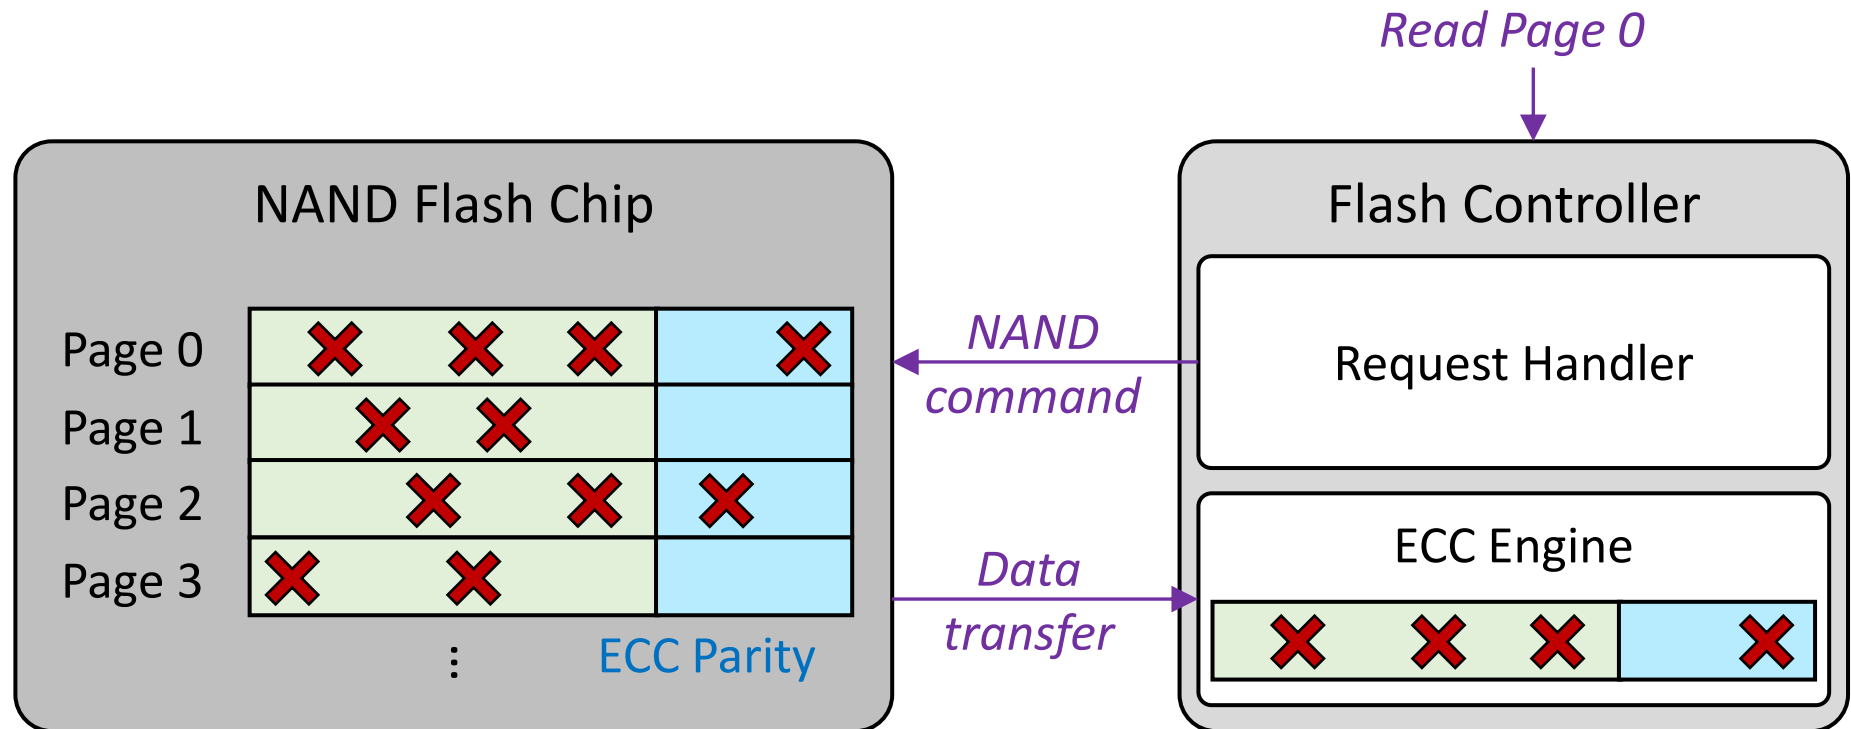 Read Page 0
NAND Flash Chip
Page 0
Page 1
Page 2
Page 3
⋮
ECC Parity
NAND
command
Data
transfer
Flash Controller
Request Handler
ECC Engine